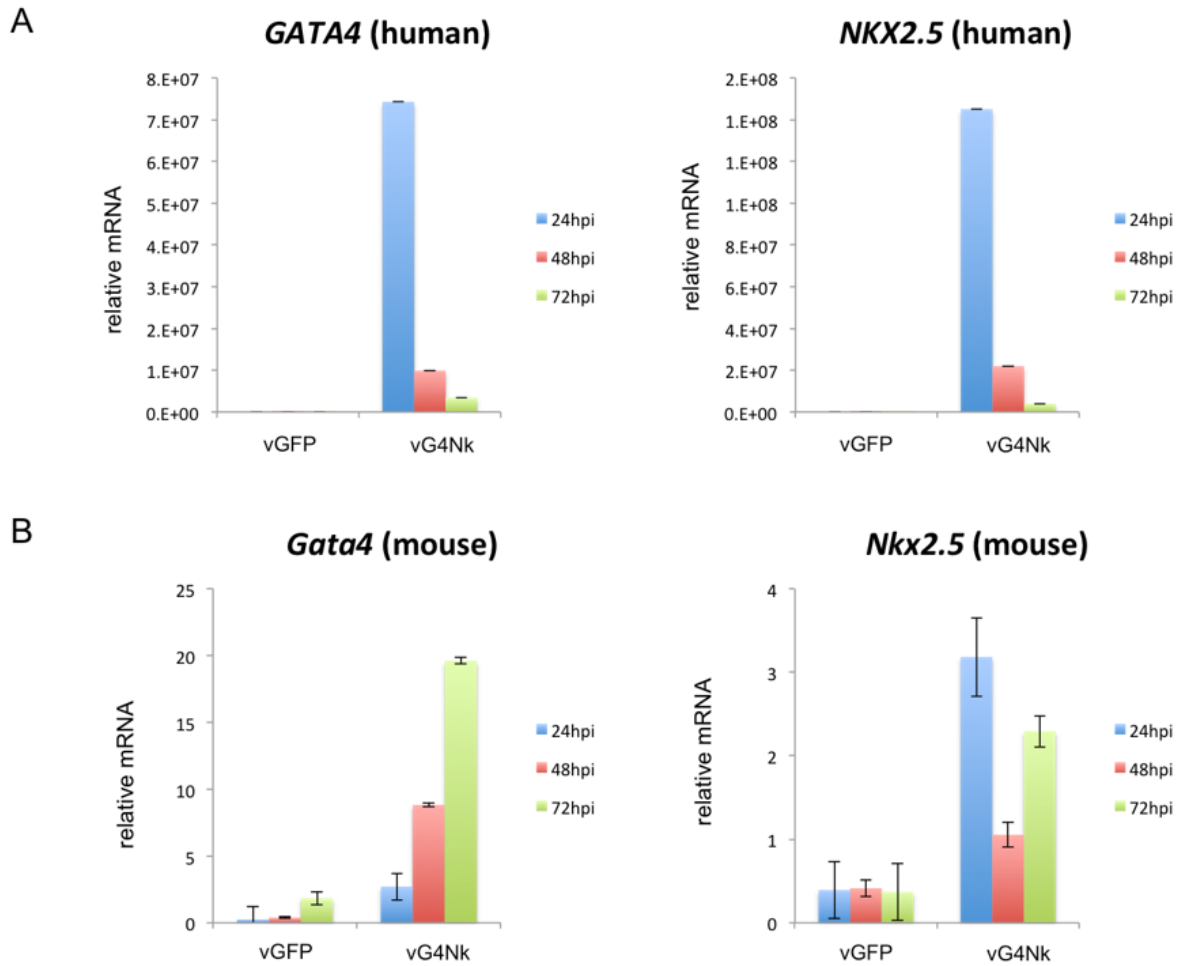 A
GATA4 (human)
8.E+07
7.E+07
6.E+07
5.E+07
4.E+07
3.E+07
2.E+07
1.E+07
0.E+00
relative mRNA
vGFP
vG4Nk
24hpi
48hpi
72hpi
NKX2.5 (human)
2.E+08
1.E+08
1.E+08
1.E+08
8.E+07
6.E+07
4.E+07
2.E+07
0.E+00
relative mRNA
vGFP
vG4Nk
24hpi
48hpi
72hpi
B
Gata4 (mouse)
25
20
15
10
5
0
relative mRNA
vGFP
vG4Nk
24hpi
48hpi
72hpi
Nkx2.5 (mouse)
4
3
2
1
0
relative mRNA
vGFP
vG4Nk
24hpi
48hpi
72hpi